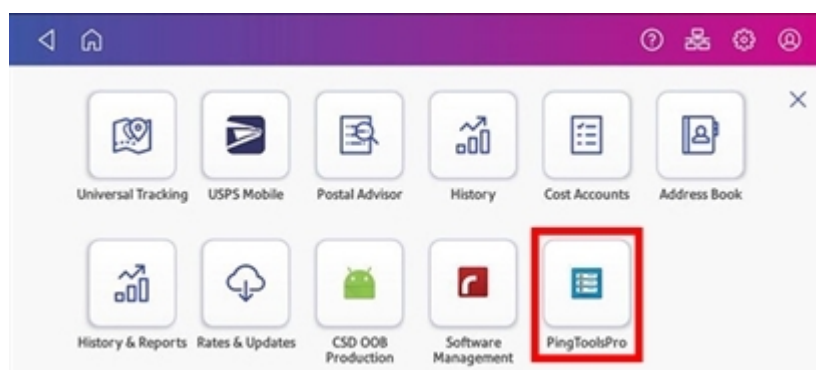 Universal Tracking
USPS Mobile
Postal Advisor
History
Cost Accounts
Address Book
History & Reports
Rates & Updates
CSD OOB
Production
Software
Management
PingToolsPro